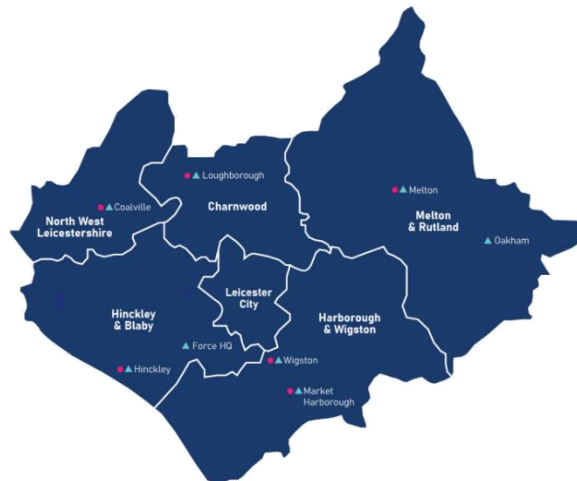 Loughborough
Charnwood
Melton
Coalville
North West
Leicestershire
Melton
& Rutland
Oakham
Leicester
City
Hinckley
& Blaby
Harborough
& Wigston
Force HQ
Wigston
Hinckley
Market
Harborough